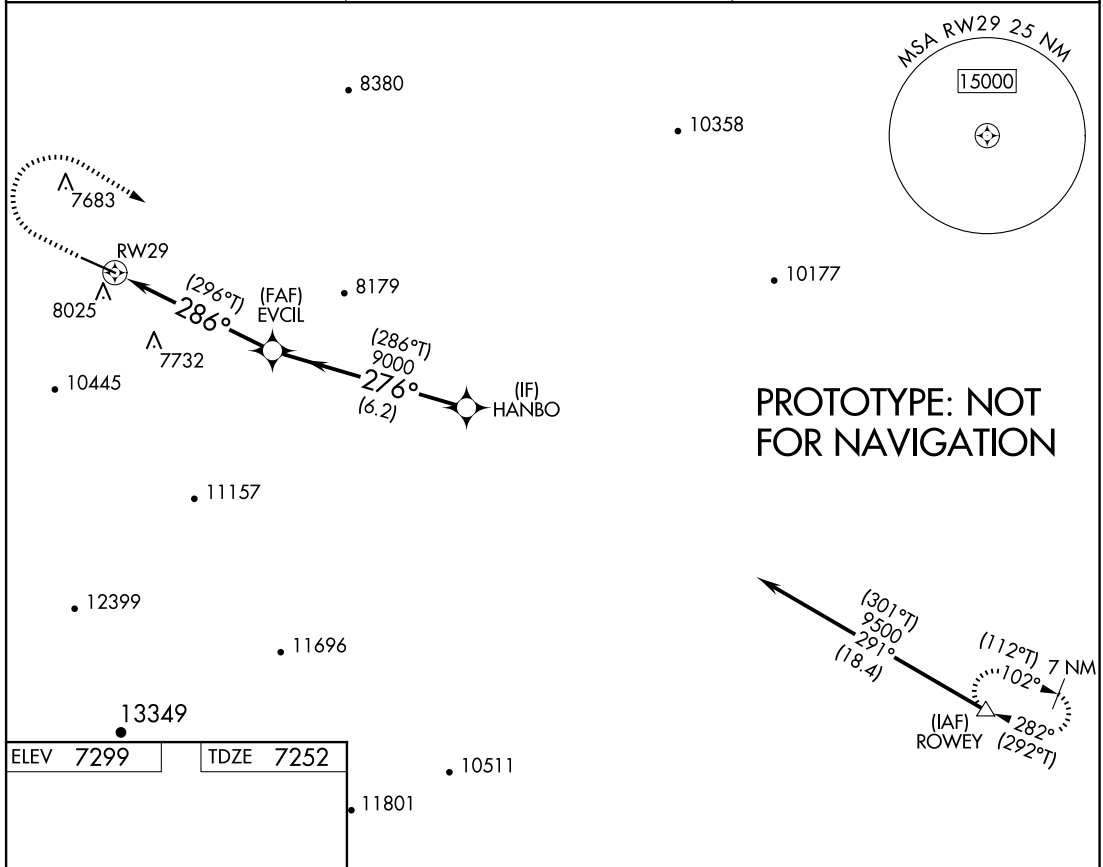 MSA RW29 25 NM
15000
8380
10358
7683
RW29
(296°T)
286°
(FAF)
EVCIL
8179
10177
8025
7732
(286°T)
9000
276°
(6.2)
(IF)
HANBO
10445
PROTOTYPE: NOT
FOR NAVIGATION
11157
12399
11696
(301°T)
9500
291°
(18.4)
(112°T) 7 NM
102°
(IAF)
ROWEY
282°
(292°T)
13349
ELEV 7299
TDZE 7252
10511
11801